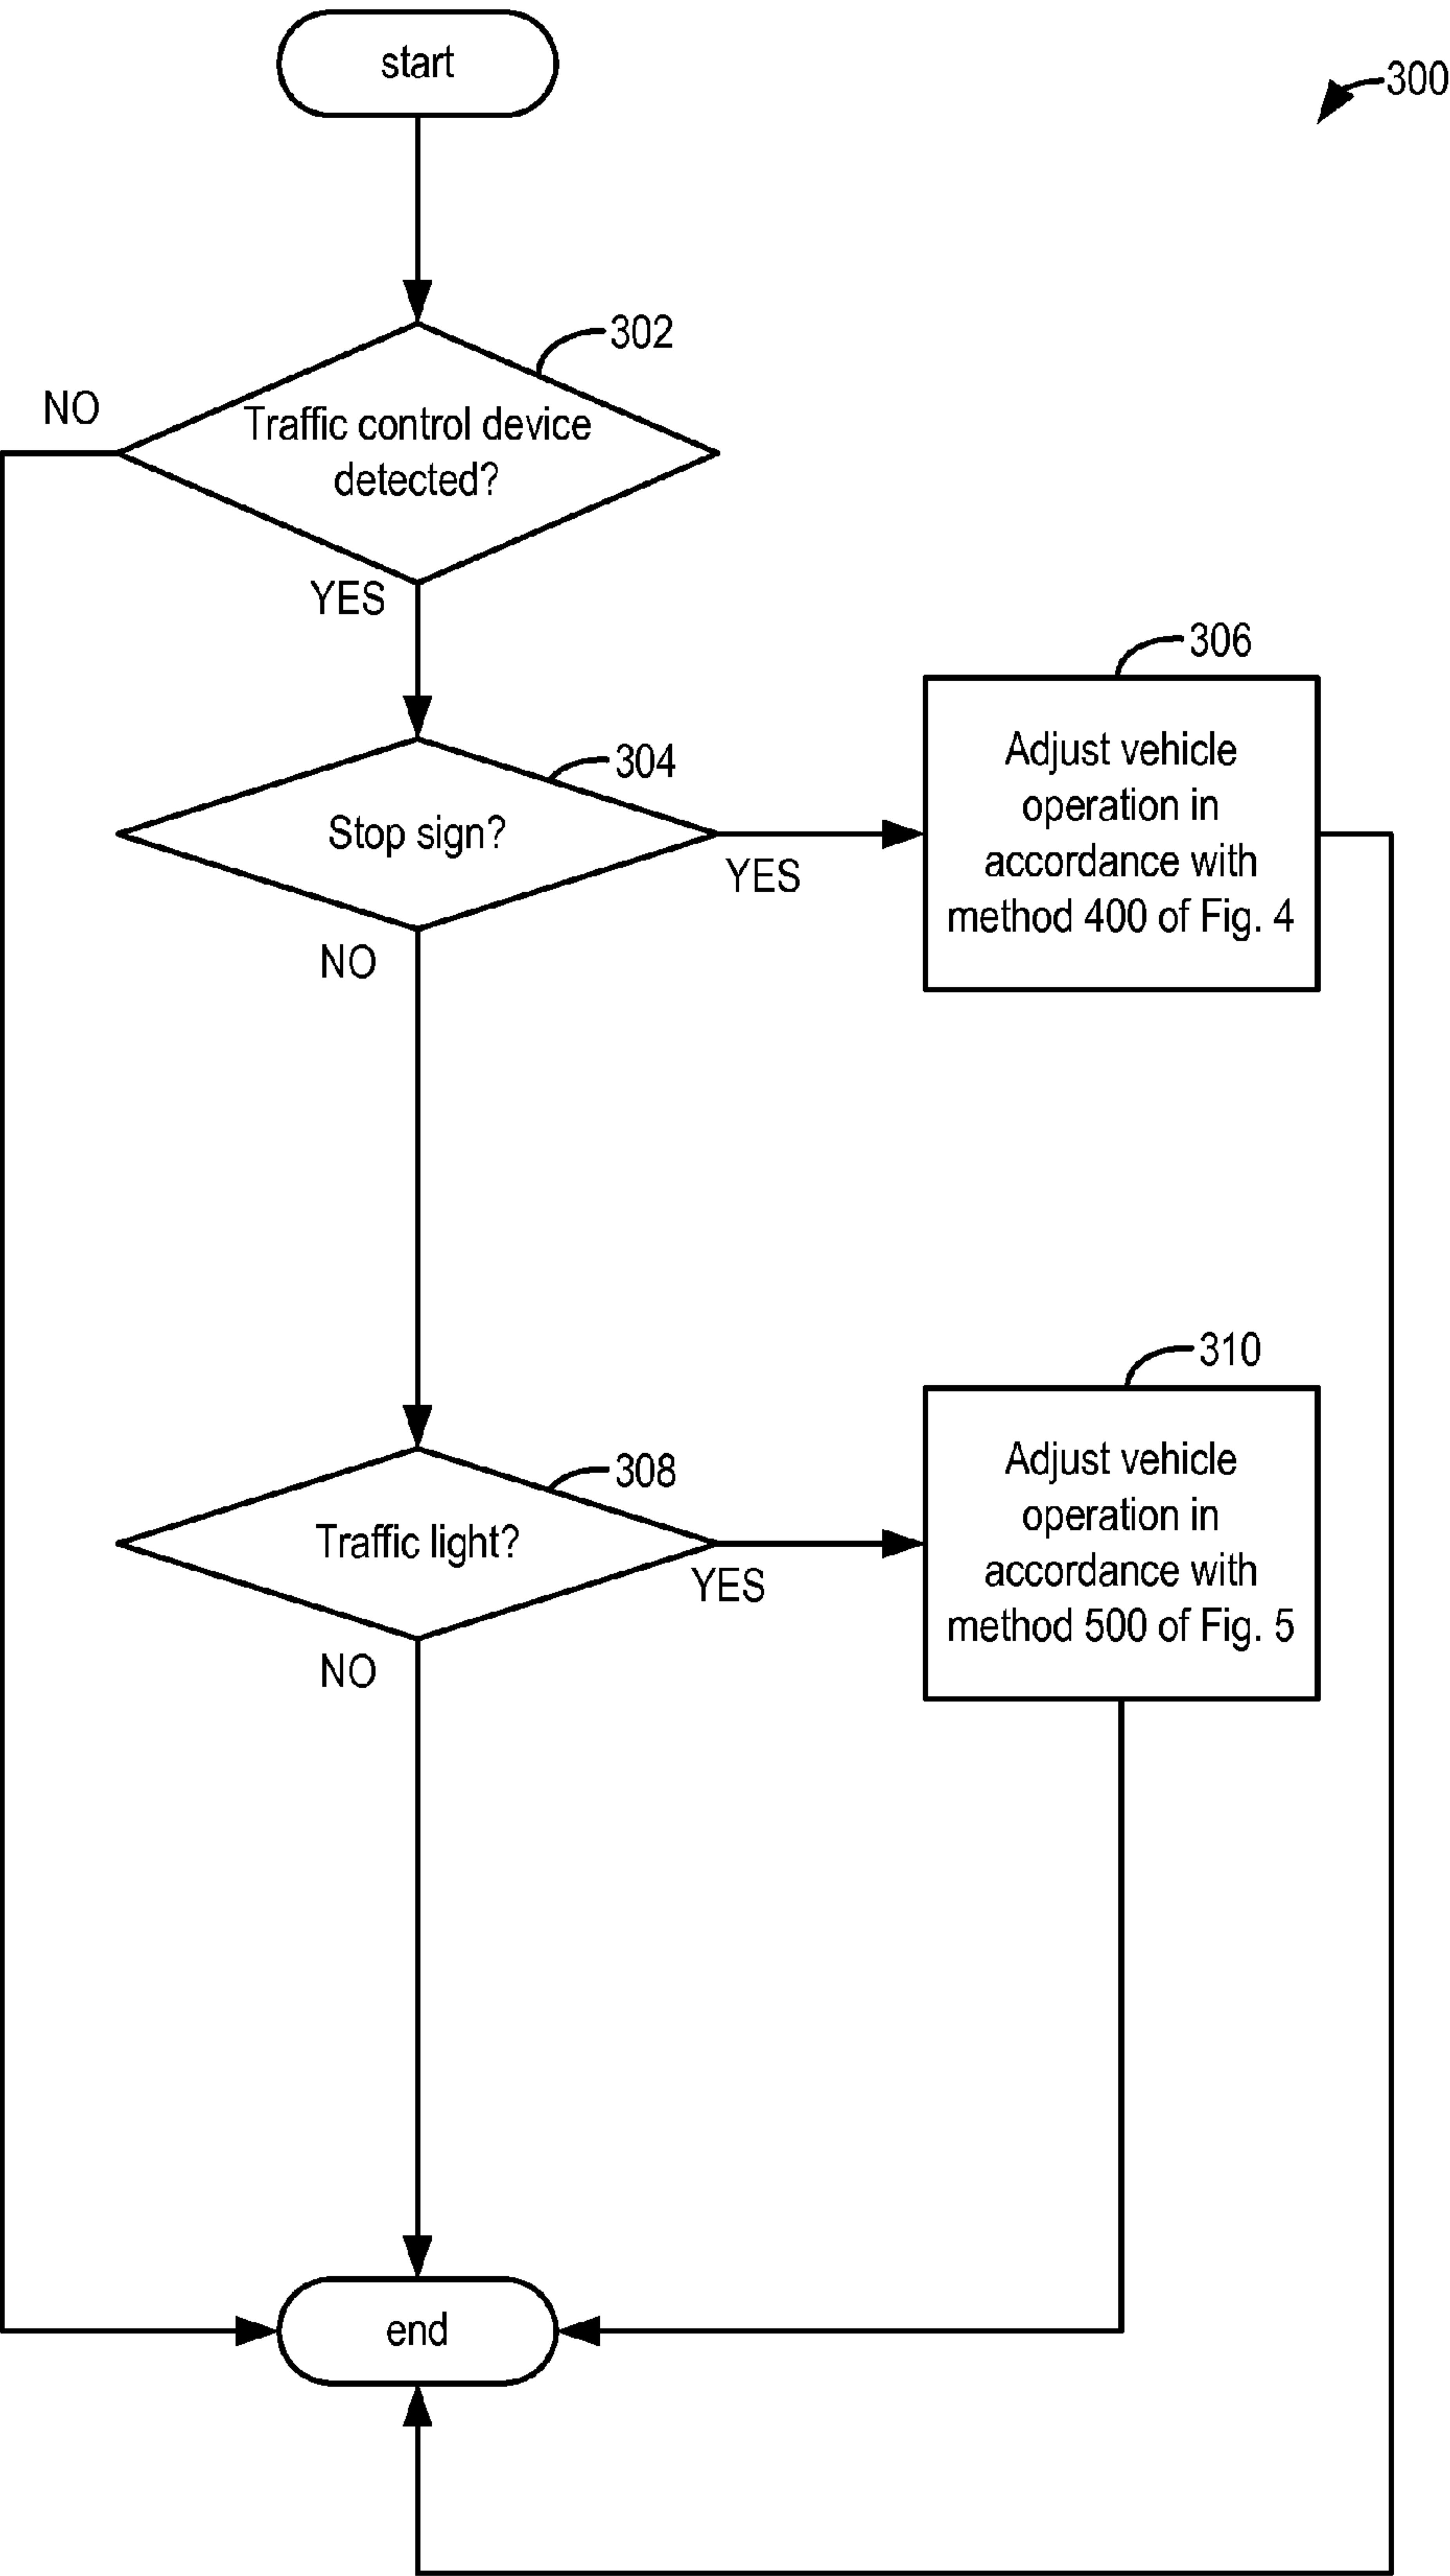 start
300
302
NO
Traffic control device
detected?
YES
306
304
Stop sign?
YES
Adjust vehicle
operation in
accordance with
method 400 of Fig. 4
NO
310
308
Traffic light?
YES
Adjust vehicle
operation in
accordance with
method 500 of Fig. 5
NO
end